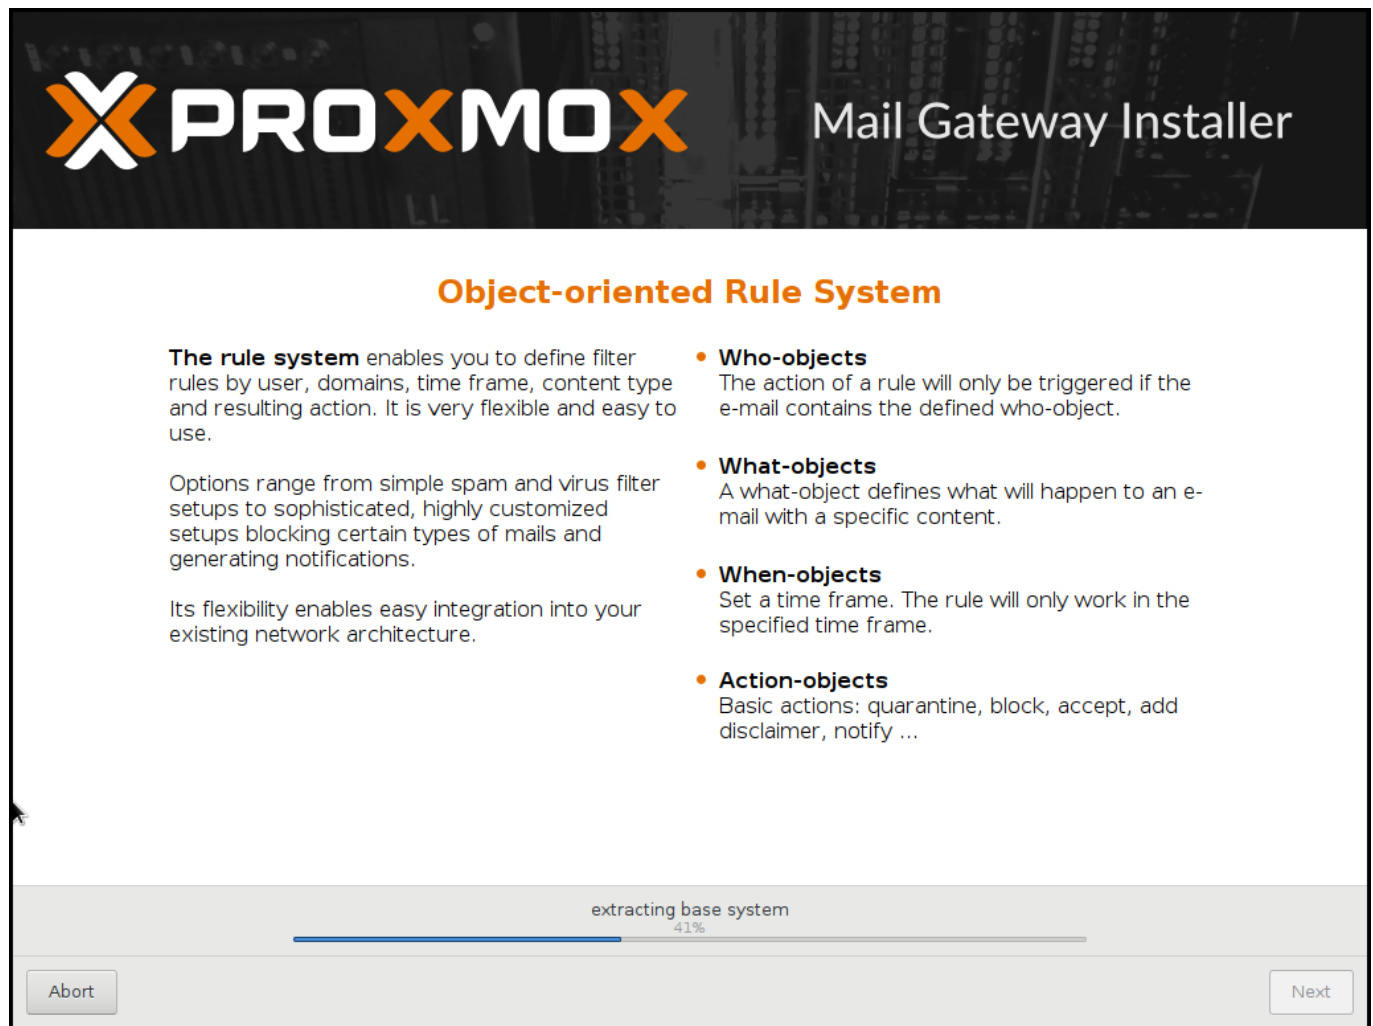 PROXMOX
Mail Gateway Installer
Object-oriented Rule System
The rule system enables you to define filter
rules by user, domains, time frame, content type
and resulting action. It is very flexible and easy to
use.
Options range from simple spam and virus filter
setups to sophisticated, highly customized
setups blocking certain types of mails and
generating notifications.
Its flexibility enables easy integration into your
existing network architecture.
Who-objects
The action of a rule will only be triggered if the
e-mail contains the defined who-object.
What-objects
A what-object defines what will happen to an e-
mail with a specific content.
When-objects
Set a time frame. The rule will only work in the
specified time frame.
Action-objects
Basic actions: quarantine, block, accept, add
disclaimer, notify ...
extracting base system
41%
Abort
Next